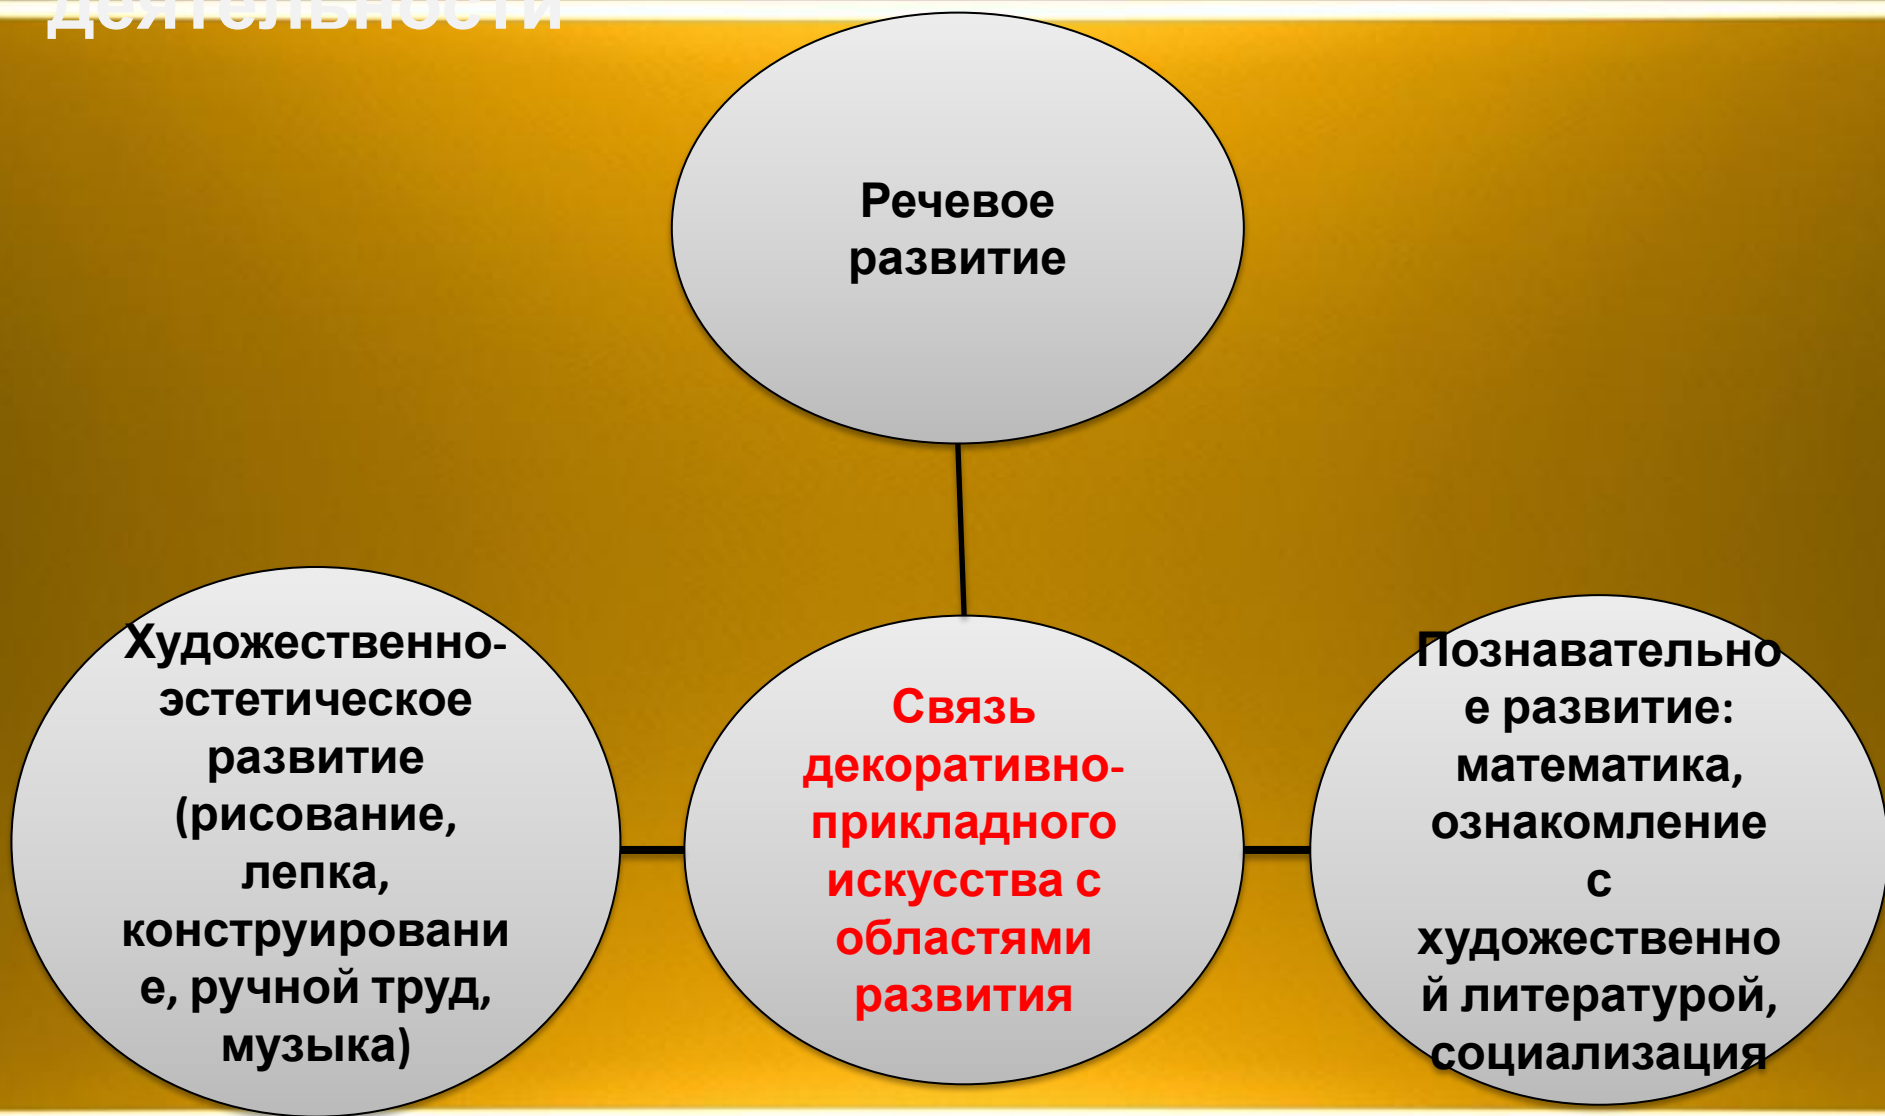 деятельности
Речевое
развитие
Художественно-
эстетическое
развитие
(рисование,
лепка,
конструировани
е, ручной труд,
музыка)
Связь
декоративно-
прикладного
искусства с
областями
развития
Познавательно
е развитие:
математика,
ознакомление
с
художественно
й литературой,
социализация